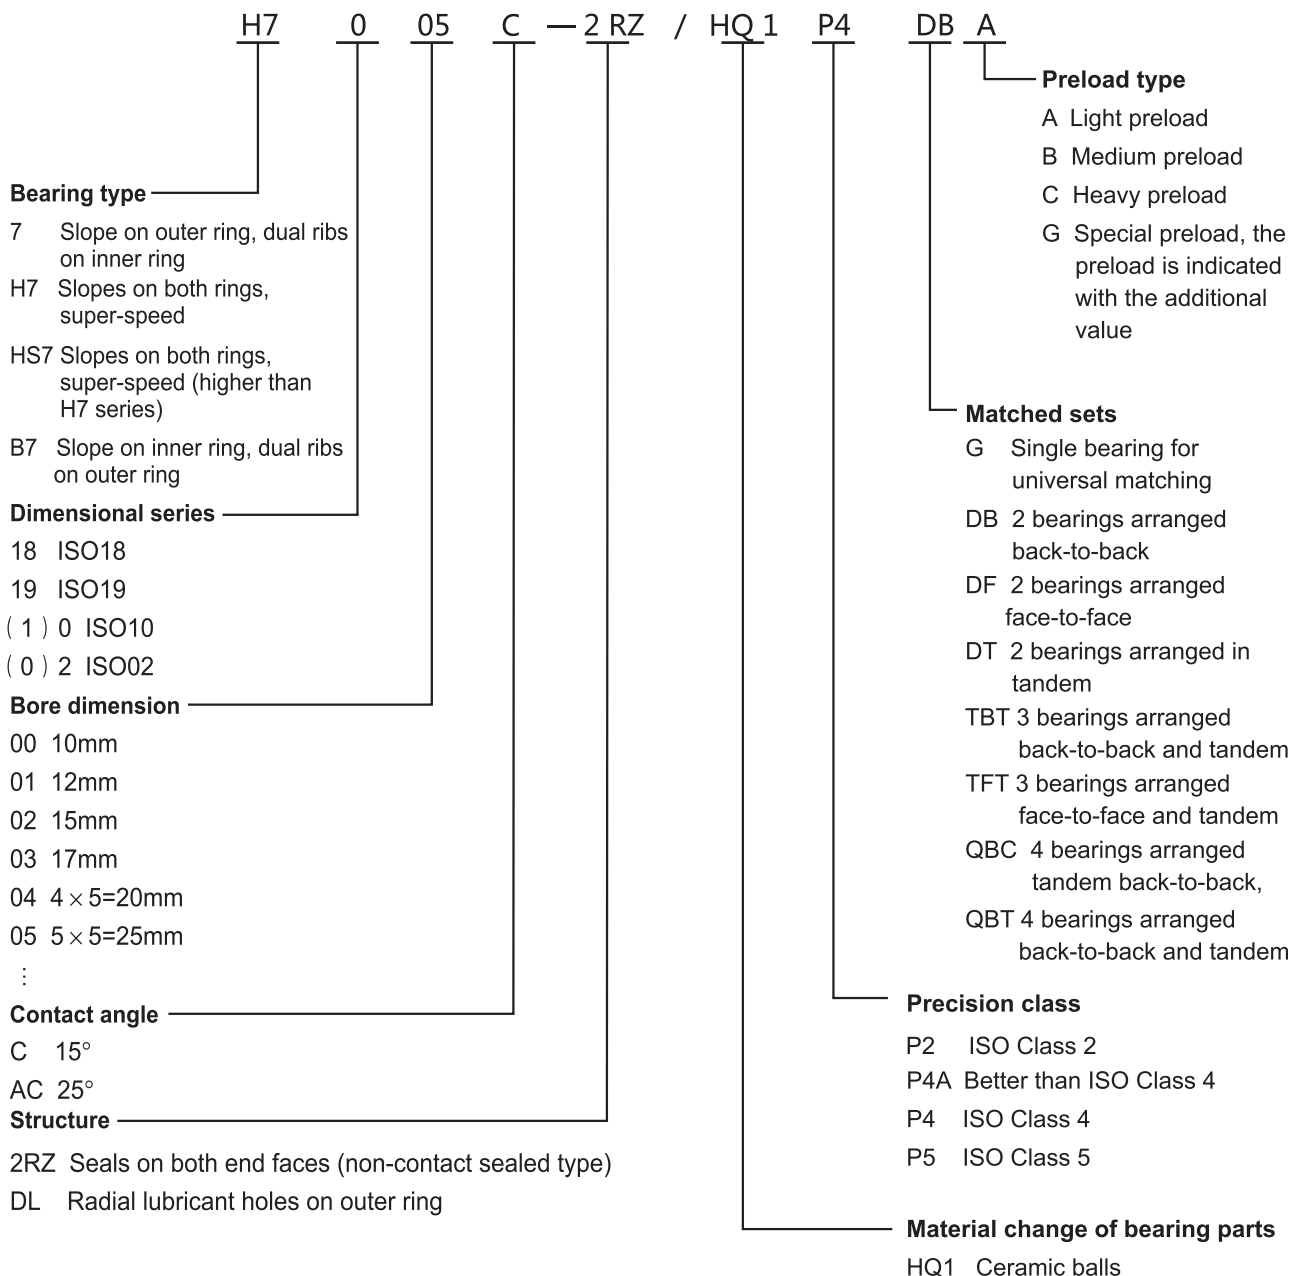 H7 0 05 C — 2 RZ / HQ 1 P4 DB A
Bearing type
7 Slope on outer ring, dual ribs
on inner ring
H7 Slopes on both rings,
super-speed
HS7 Slopes on both rings,
super-speed (higher than
H7 series)
B7 Slope on inner ring, dual ribs
on outer ring
Dimensional series
18 ISO18
19 ISO19
( 1 ) 0 ISO10
( 0 ) 2 ISO02
Bore dimension
00 10mm
01 12mm
02 15mm
03 17mm
04 4×5=20mm
05 5×5=25mm
⋮
Contact angle
C 15°
AC 25°
Structure
2RZ Seals on both end faces (non-contact sealed type)
DL Radial lubricant holes on outer ring
Preload type
A Light preload
B Medium preload
C Heavy preload
G Special preload, the
preload is indicated
with the additional
value
Matched sets
G Single bearing for
universal matching
DB 2 bearings arranged
back-to-back
DF 2 bearings arranged
face-to-face
DT 2 bearings arranged in
tandem
TBT 3 bearings arranged
back-to-back and tandem
TFT 3 bearings arranged
face-to-face and tandem
QBC 4 bearings arranged
tandem back-to-back,
QBT 4 bearings arranged
back-to-back and tandem
Precision class
P2 ISO Class 2
P4A Better than ISO Class 4
P4 ISO Class 4
P5 ISO Class 5
Material change of bearing parts
HQ1 Ceramic balls